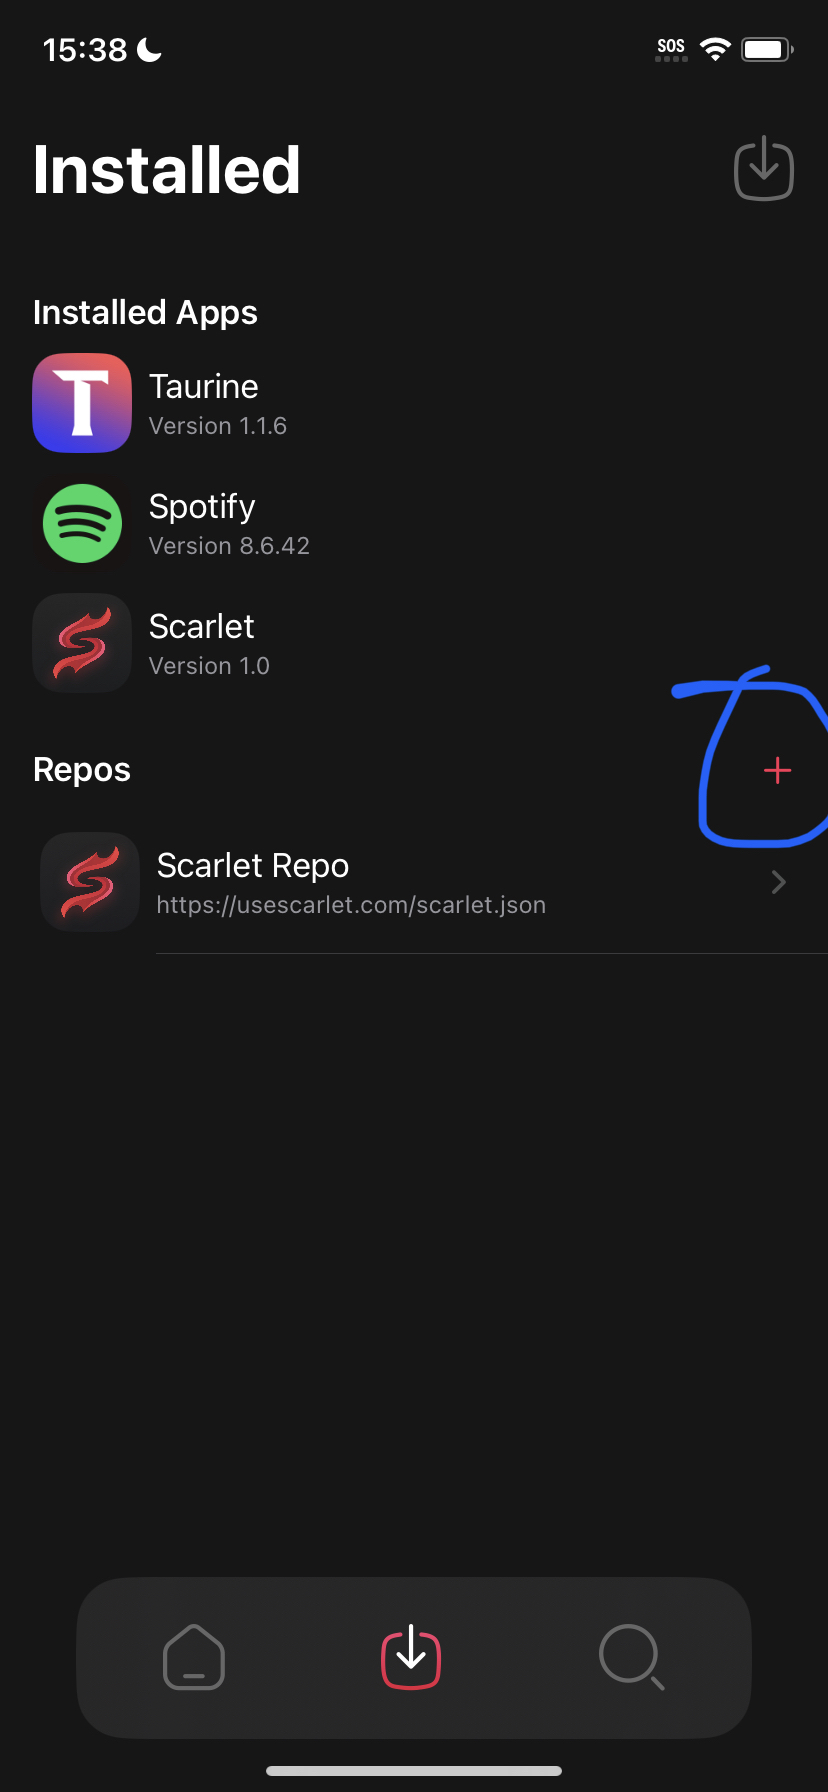 15:38
SOS
Installed
Installed Apps
Taurine
Version 1.1.6
Spotify
Version 8.6.42
Scarlet
Version 1.0
Repos
Scarlet Repo
https://usescarlet.com/scarlet.json